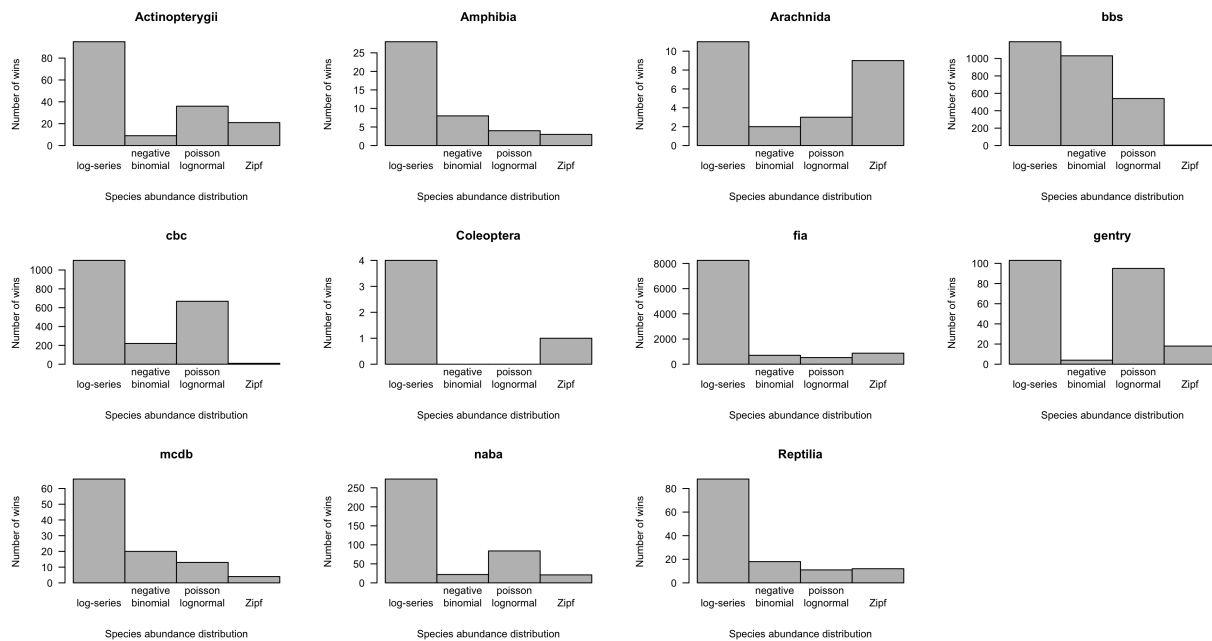 Actinopterygii
Number of wins
80
60
40
20
0
log-series
negative binomial
poisson lognormal
Zipf
Species abundance distribution
Amphibia
Number of wins
25
20
15
10
5
0
log-series
negative binomial
poisson lognormal
Zipf
Species abundance distribution
Arachnida
Number of wins
10
8
6
4
2
0
log-series
negative binomial
poisson lognormal
Zipf
Species abundance distribution
bbs
Number of wins
1000
800
600
400
200
0
log-series
negative binomial
poisson lognormal
Zipf
Species abundance distribution
cbc
Number of wins
1000
800
600
400
200
0
log-series
negative binomial
poisson lognormal
Zipf
Species abundance distribution
Coleoptera
Number of wins
4
3
2
1
0
log-series
negative binomial
poisson lognormal
Zipf
Species abundance distribution
fia
Number of wins
8000
6000
4000
2000
0
log-series
negative binomial
poisson lognormal
Zipf
Species abundance distribution
gentry
Number of wins
100
80
60
40
20
0
log-series
negative binomial
poisson lognormal
Zipf
Species abundance distribution
mcdb
Number of wins
60
50
40
30
20
10
0
log-series
negative binomial
poisson lognormal
Zipf
Species abundance distribution
naba
Number of wins
250
200
150
100
50
0
log-series
negative binomial
poisson lognormal
Zipf
Species abundance distribution
Reptilia
Number of wins
80
60
40
20
0
log-series
negative binomial
poisson lognormal
Zipf
Species abundance distribution